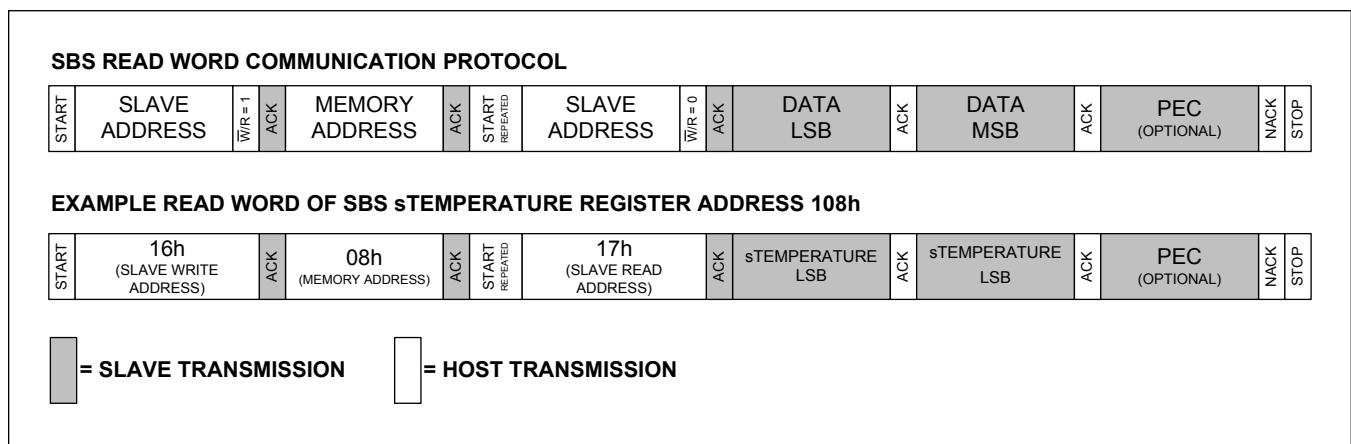 SBS READ WORD COMMUNICATION PROTOCOL
START
SLAVE
ADDRESS
W̅/R = 1
ACK
MEMORY
ADDRESS
ACK
START
REPEATED
SLAVE
ADDRESS
W̅/R = 0
ACK
DATA
LSB
ACK
DATA
MSB
ACK
PEC
(OPTIONAL)
NACK
STOP
EXAMPLE READ WORD OF SBS sTEMPERATURE REGISTER ADDRESS 108h
START
16h
(SLAVE WRITE
ADDRESS)
ACK
08h
(MEMORY ADDRESS)
ACK
START
REPEATED
17h
(SLAVE READ
ADDRESS)
ACK
sTEMPERATURE
LSB
ACK
sTEMPERATURE
LSB
ACK
PEC
(OPTIONAL)
NACK
STOP
= SLAVE TRANSMISSION
= HOST TRANSMISSION